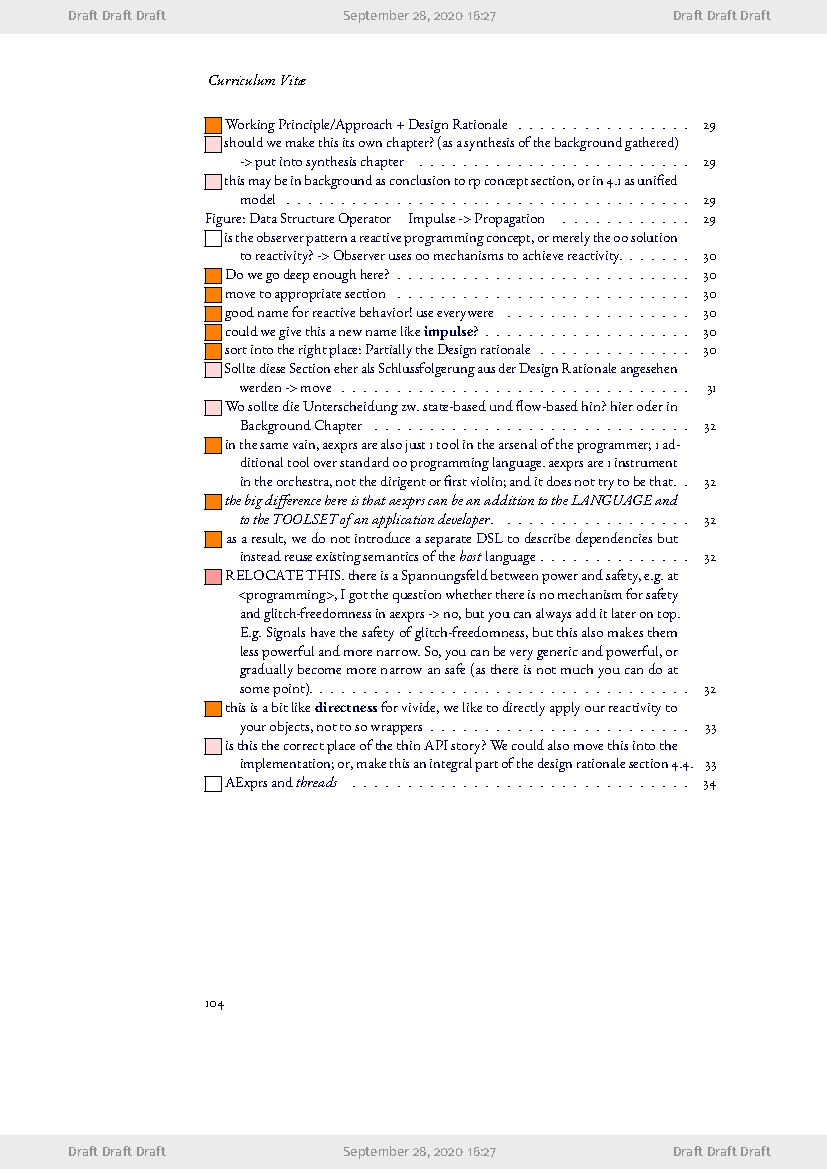 Draft Draft Draft September 28, 2020 16:27 Draft Draft Draft
Curriculum Vitæ
Working Principle/Approach + Design Rationale . . . . . . . . . . . . . . . . 29
should we make this its own chapter? (as a synthesis of the background gathered)
-> put into synthesis chapter . . . . . . . . . . . . . . . . . . . . . . . . . 29
this may be in background as conclusion to rp concept section, or in 4.1 as unified
model . . . . . . . . . . . . . . . . . . . . . . . . . . . . . . . . . . . . . 29
Figure: Data Structure Operator Impulse -> Propagation . . . . . . . . . . . . 29
is the observer pattern a reactive programming concept, or merely the oo solution
to reactivity? -> Observer uses oo mechanisms to achieve reactivity. . . . . . . 30
Do we go deep enough here? . . . . . . . . . . . . . . . . . . . . . . . . . . . 30
move to appropriate section . . . . . . . . . . . . . . . . . . . . . . . . . . . 30
good name for reactive behavior! use everywere . . . . . . . . . . . . . . . . . 30
could we give this a new name like impulse? . . . . . . . . . . . . . . . . . . . 30
sort into the right place: Partially the Design rationale . . . . . . . . . . . . . . 30
Sollte diese Section eher als Schlussfolgerung aus der Design Rationale angesehen
werden -> move . . . . . . . . . . . . . . . . . . . . . . . . . . . . . . . . 31
Wo sollte die Unterscheidung zw. state-based und flow-based hin? hier oder in
Background Chapter . . . . . . . . . . . . . . . . . . . . . . . . . . . . . 32
in the same vain, aexprs are also just 1 tool in the arsenal of the programmer; 1 ad-
ditional tool over standard oo programming language. aexprs are 1 instrument
in the orchestra, not the dirigent or first violin; and it does not try to be that. . 32
the big difference here is that aexprs can be an addition to the LANGUAGE and
to the TOOLSET of an application developer. . . . . . . . . . . . . . . . . . 32
as a result, we do not introduce a separate DSL to describe dependencies but
instead reuse existing semantics of the host language . . . . . . . . . . . . . . 32
RELOCATE THIS. there is a Spannungsfeld between power and safety, e.g. at
<programming>, I got the question whether there is no mechanism for safety
and glitch-freedomness in aexprs -> no, but you can always add it later on top.
E.g. Signals have the safety of glitch-freedomness, but this also makes them
less powerful and more narrow. So, you can be very generic and powerful, or
gradually become more narrow an safe (as there is not much you can do at
some point). . . . . . . . . . . . . . . . . . . . . . . . . . . . . . . . . . . 32
this is a bit like directness for vivide, we like to directly apply our reactivity to
your objects, not to so wrappers . . . . . . . . . . . . . . . . . . . . . . . . 33
is this the correct place of the thin API story? We could also move this into the
implementation; or, make this an integral part of the design rationale section 4.4. 33
AExprs and threads . . . . . . . . . . . . . . . . . . . . . . . . . . . . . . . 34
104
Draft Draft Draft September 28, 2020 16:27 Draft Draft Draft